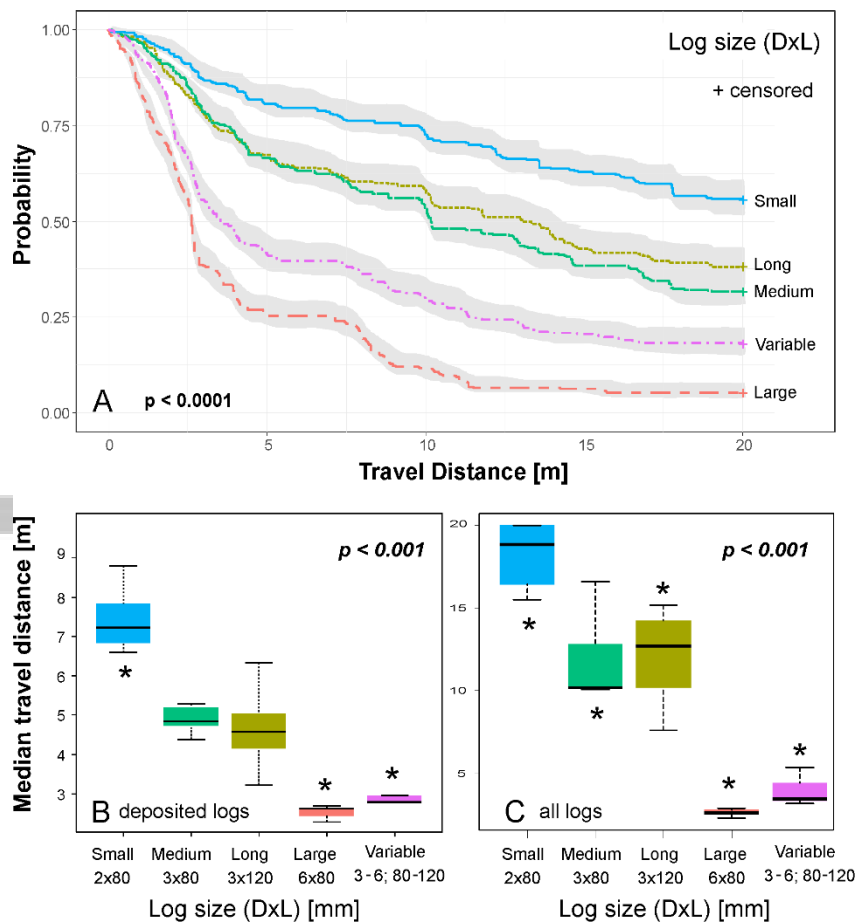 1.00
0.75
0.50
0.25
0.00
Probability
Log size (DxL)
+ censored
Small
Long
Medium
Variable
Large
A
p < 0.0001
0
5
10
15
20
Travel Distance [m]
Median travel distance [m]
9
8
7
6
5
4
3
p < 0.001
*
*
*
B deposited logs
Small
2x80
Medium
3x80
Long
3x120
Large
6x80
Variable
3-6; 80-120
Log size (DxL) [mm]
20
15
10
5
p < 0.001
*
*
*
*
*
C all logs
Small
2x80
Medium
3x80
Long
3x120
Large
6x80
Variable
3-6; 80-120
Log size (DxL) [mm]